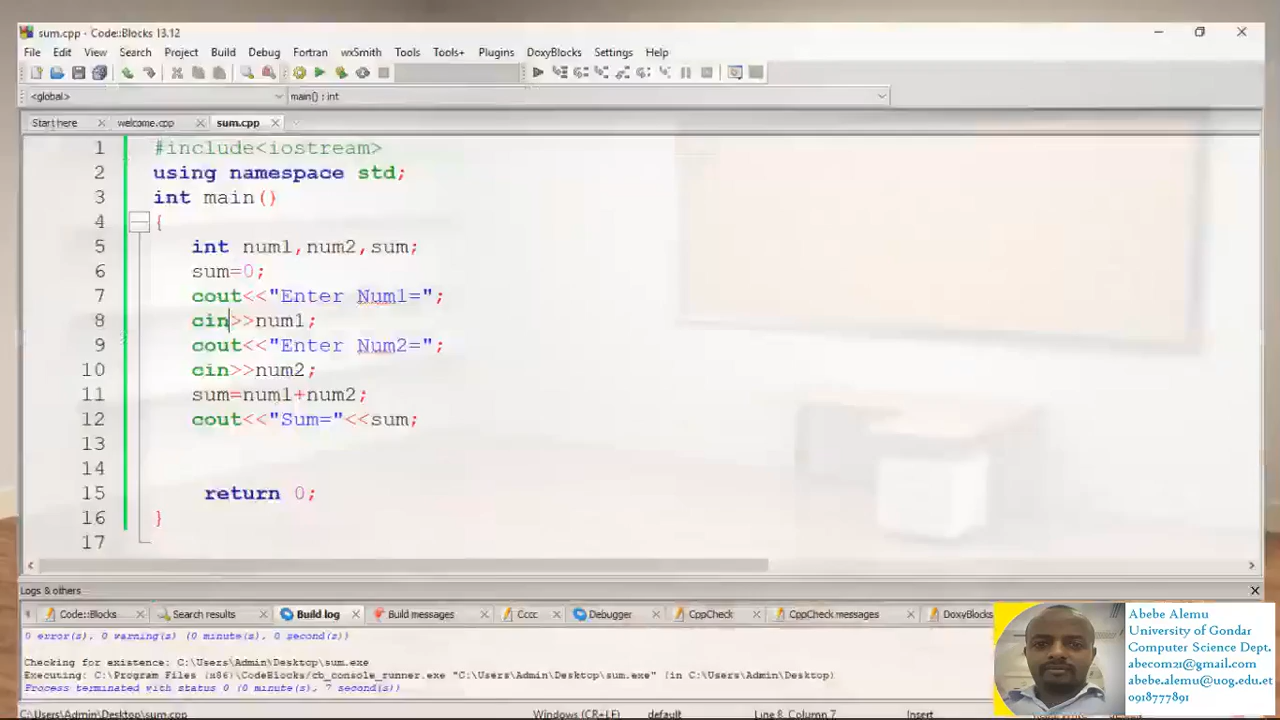 sum.cpp - Code::Blocks 13.12
File Edit View Search Project Build Debug Fortran wxSmith Tools Tools+ Plugins DoxyBlocks Settings Help
<global> main() : int
Start here welcome.cpp sum.cpp
1 #include<iostream>
2 using namespace std;
3 int main()
4 {
5 int num1,num2,sum;
6 sum=0;
7 cout<<"Enter Num1=";
8 cin>>num1;
9 cout<<"Enter Num2=";
10 cin>>num2;
11 sum=num1+num2;
12 cout<<"Sum="<<sum;
13
14
15 return 0;
16 }
17
Logs & others
Code::Blocks Search results Build log Build messages Cccc Debugger CppCheck CppCheck messages DoxyBlocks
0 error(s), 0 warning(s) (0 minute(s), 0 second(s))
Checking for existence: C:\Users\Admin\Desktop\sum.exe
Executing: C:\Program Files (x86)\CodeBlocks/cb_console_runner.exe "C:\Users\Admin\Desktop\sum.exe" (in C:\Users\Admin\Desktop)
Process terminated with status 0 (0 minute(s), 7 second(s))
C:\Users\Admin\Desktop\sum.cpp Windows (CR+LF) default Line 8, Column 7 Insert
Abebe Alemu
University of Gondar
Computer Science Dept.
abecom21@gmail.com
abebe.alemu@uog.edu.et
0918777891